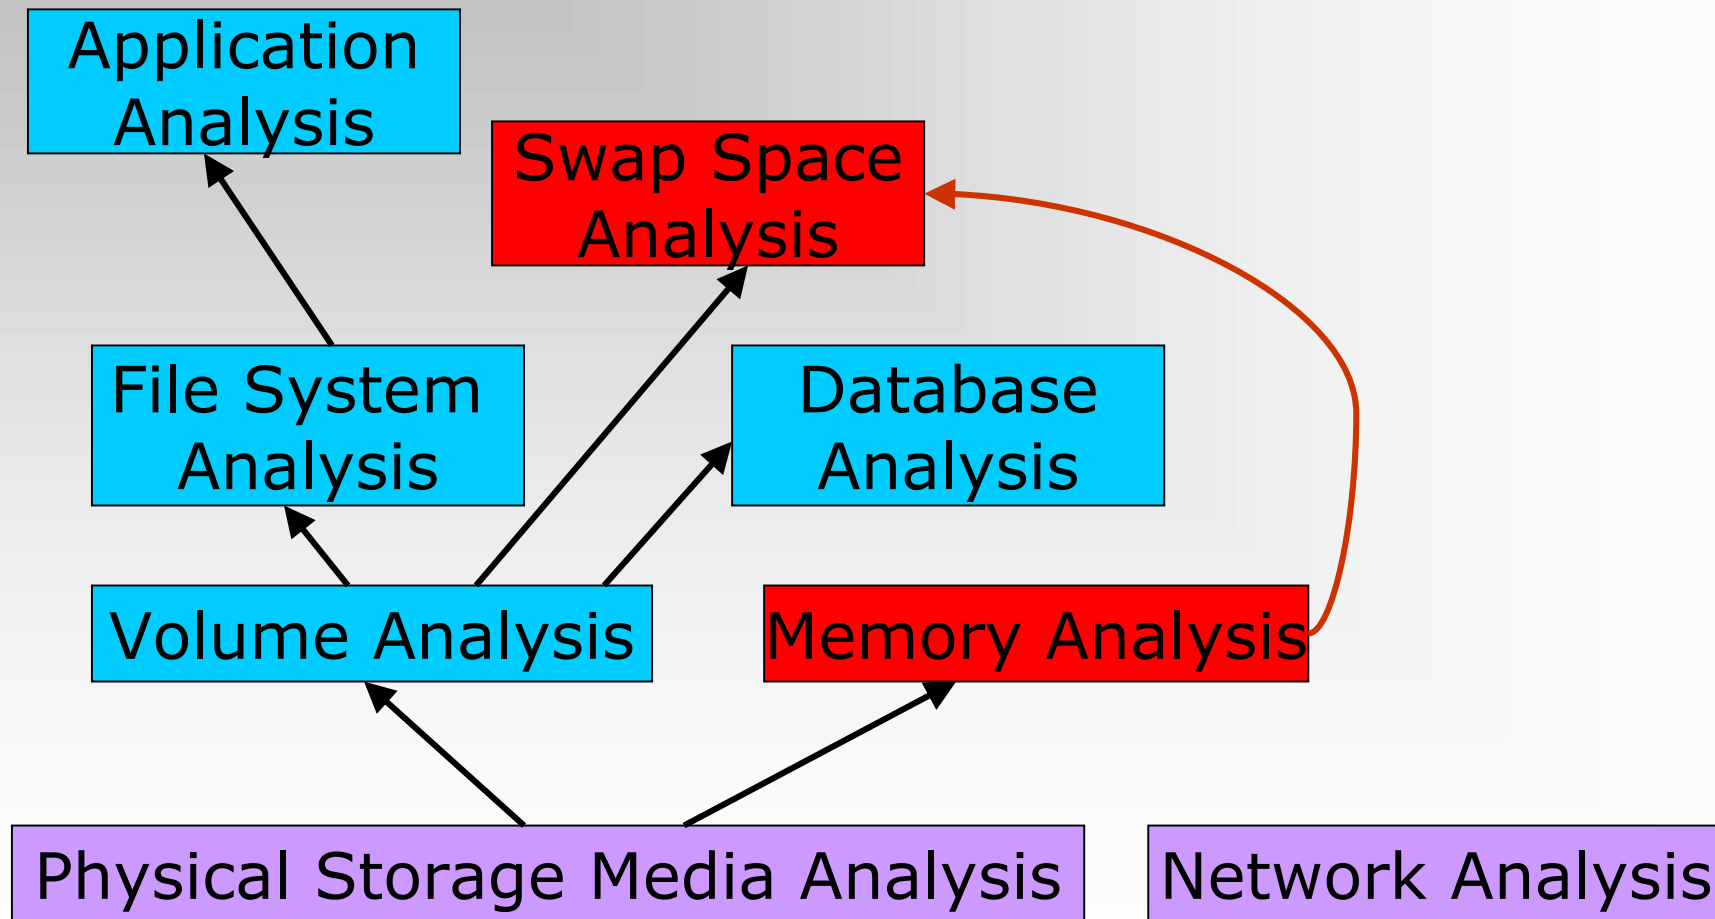 Application
Analysis
Swap Space
Analysis
File System
Analysis
Database
Analysis
Volume Analysis
Memory Analysis
Physical Storage Media Analysis
Network Analysis